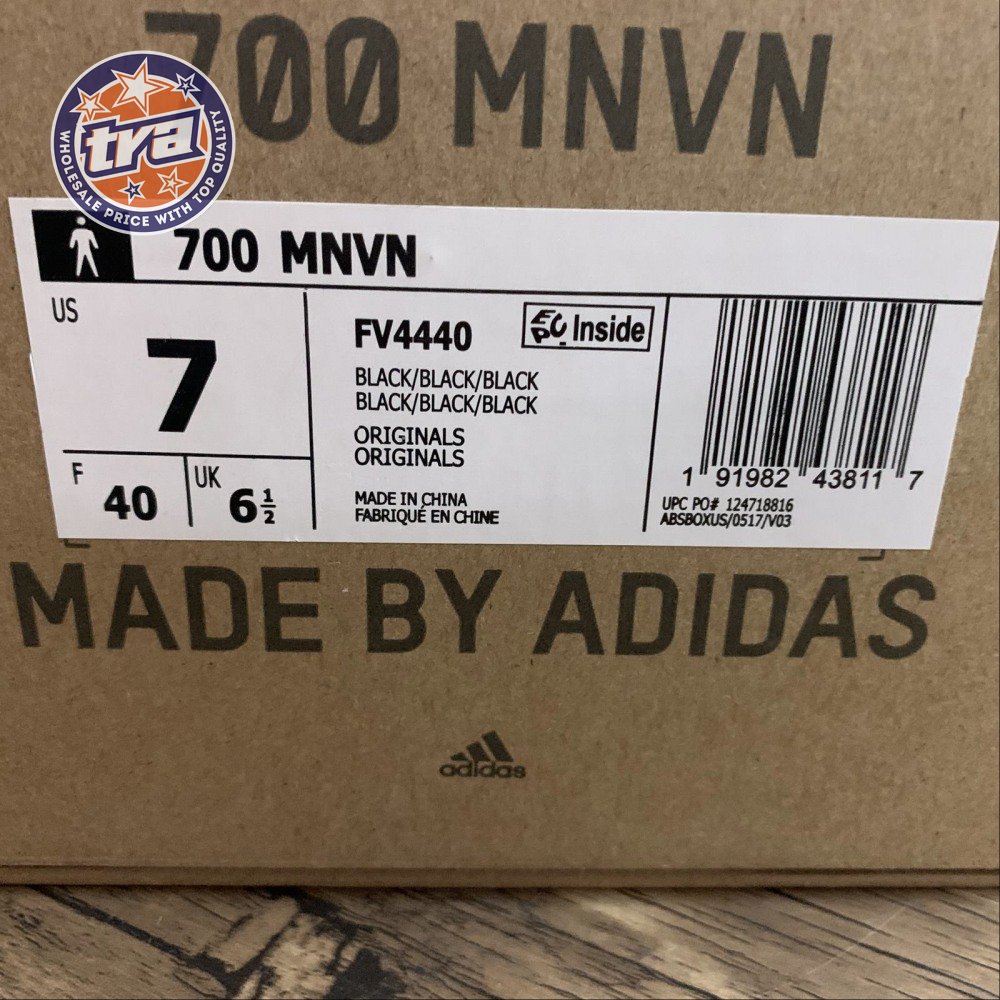 700 MNVN
tra
WHOLESALE PRICE WITH TOP QUALITY
700 MNVN
US
7
F
40
UK
6 1/2
FV4440
EPC Inside
BLACK/BLACK/BLACK
BLACK/BLACK/BLACK
ORIGINALS
ORIGINALS
MADE IN CHINA
FABRIQUÉ EN CHINE
1 91982 43811 7
UPC PO# 124718816
ABSBOXUS/0517/V03
MADE BY ADIDAS
adidas